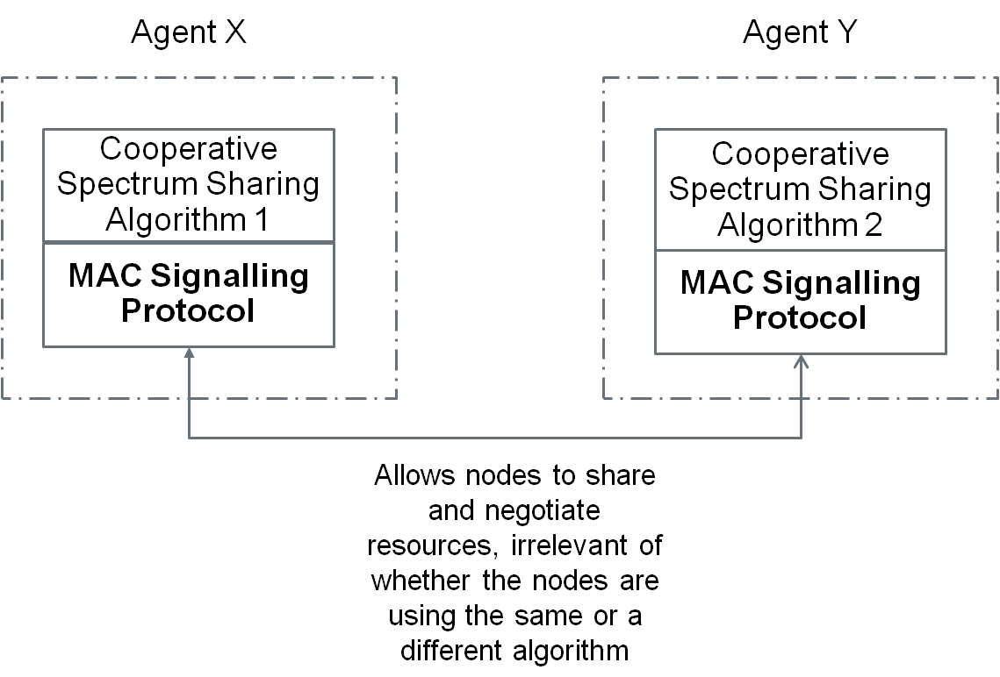 Agent X
Agent Y
Cooperative
Spectrum Sharing
Algorithm 1
MAC Signalling
Protocol
Cooperative
Spectrum Sharing
Algorithm 2
MAC Signalling
Protocol
Allows nodes to share
and negotiate
resources, irrelevant of
whether the nodes are
using the same or a
different algorithm